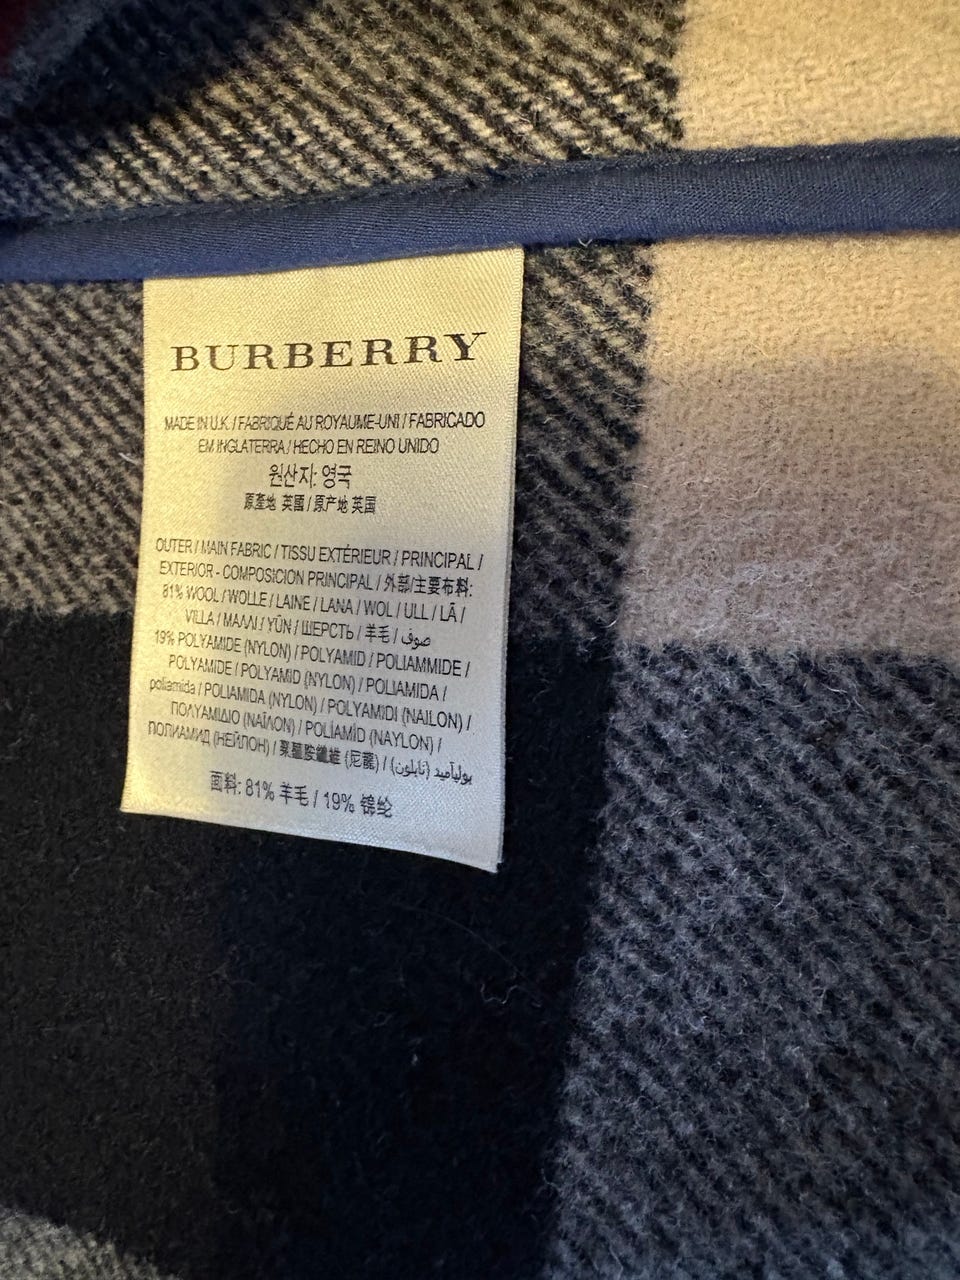 BURBERRY
MADE IN U.K. / FABRIQUÉ AU ROYAUME-UNI / FABRICADO
EM INGLATERRA / HECHO EN REINO UNIDO
원산지: 영국
原產地 英國 / 原产地 英国
OUTER / MAIN FABRIC / TISSU EXTÉRIEUR / PRINCIPAL /
EXTERIOR - COMPOSICION PRINCIPAL / 外部/主要布料:
81% WOOL / WOLLE / LAINE / LANA / WOL / ULL / LÃ /
VILLA / ΜΑΛΛΙ / YÜN / ШЕРСТЬ / 羊毛 / صوف
19% POLYAMIDE (NYLON) / POLYAMID / POLIAMMIDE /
POLYAMIDE / POLYAMID (NYLON) / POLIAMIDA /
poliamida / POLIAMIDA (NYLON) / POLYAMIDI (NAILON) /
ΠΟΛΥΑΜΙΔΙΟ (ΝΑΪΛΟΝ) / POLİAMİD (NAYLON) /
ПОЛИАМИД (НЕЙЛОН) / 聚醯胺纖維 (尼龍) / بولياميد (نايلون)
面料: 81% 羊毛 / 19% 锦纶